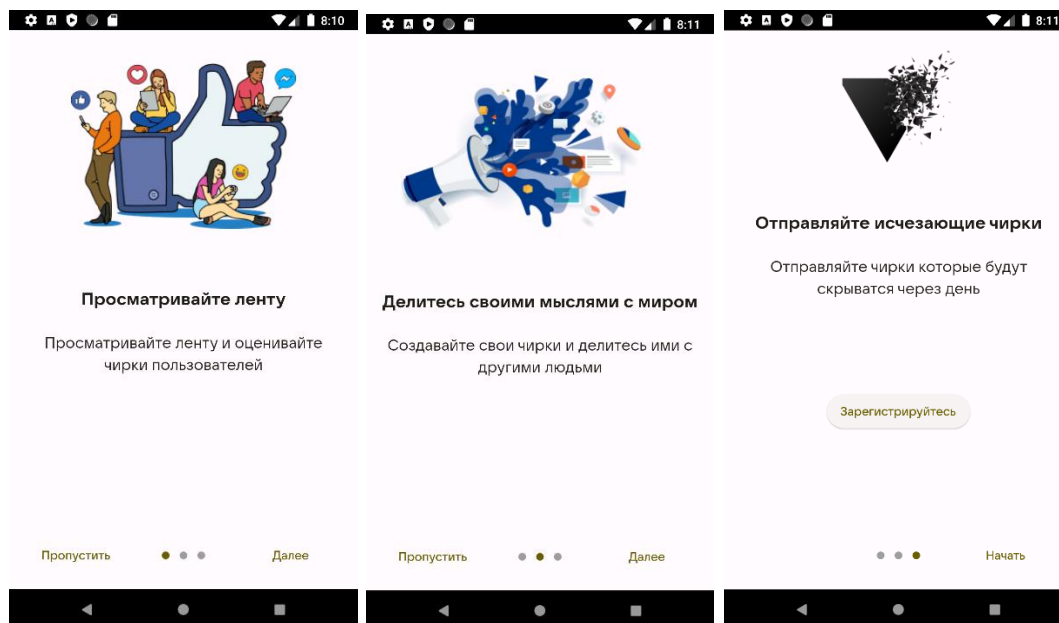 8:10
Просматривайте ленту
Просматривайте ленту и оценивайте
чирки пользователей
Пропустить
Далее
8:11
Делитесь своими мыслями с миром
Создавайте свои чирки и делитесь ими с
другими людьми
Пропустить
Далее
8:11
Отправляйте исчезающие чирки
Отправляйте чирки которые будут
скрыватся через день
Зарегистрируйтесь
Начать